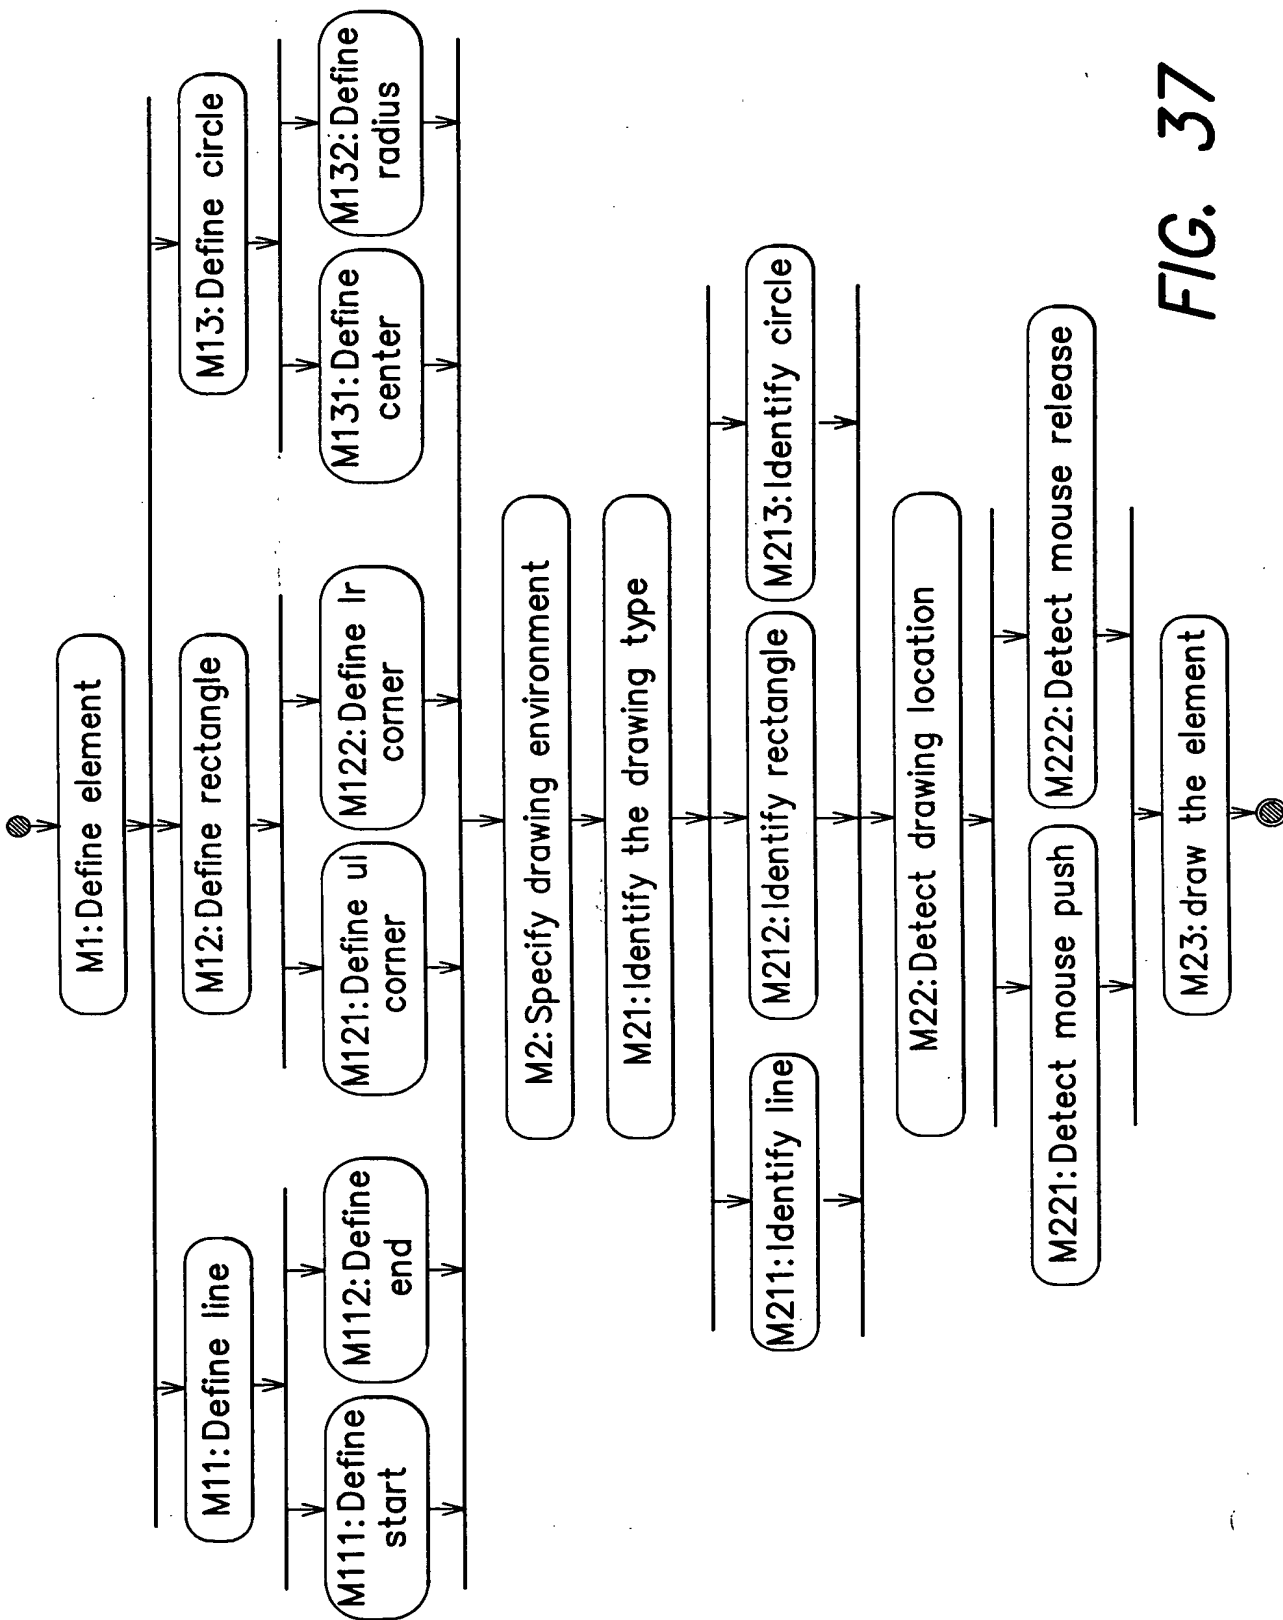 M1:Define element
M11:Define line
M12:Define rectangle
M13:Define circle
M111:Define
start
M112:Define
end
M121:Define ul
corner
M122:Define lr
corner
M131:Define
center
M132:Define
radius
M2:Specify drawing environment
M21:Identify the drawing type
M211:Identify line
M212:Identify rectangle
M213:Identify circle
M22:Detect drawing location
M221:Detect mouse push
M222:Detect mouse release
M23:draw the element
FIG. 37